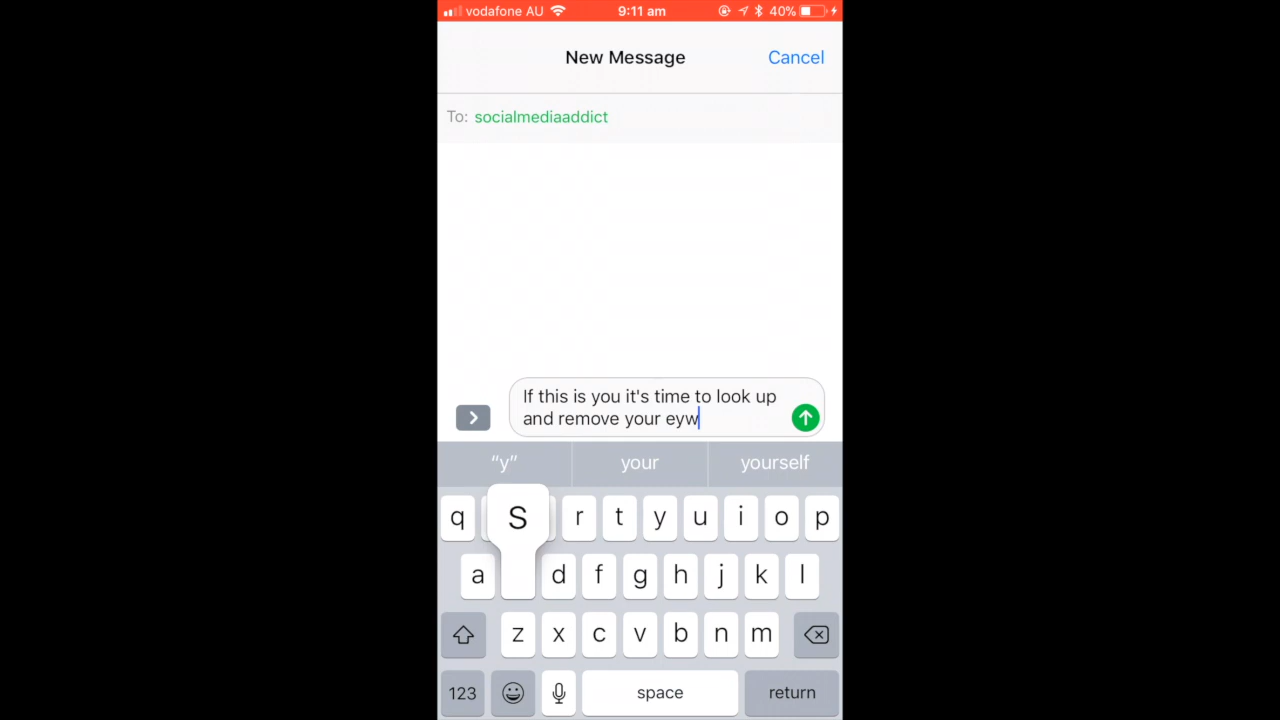 vodafone AU 9:11 am 40%
New Message Cancel
To: socialmediaaddict
If this is you it's time to look up
and remove your eyw
“y” your yourself
q S r t y u i o p
a d f g h j k l
z x c v b n m
123 space return